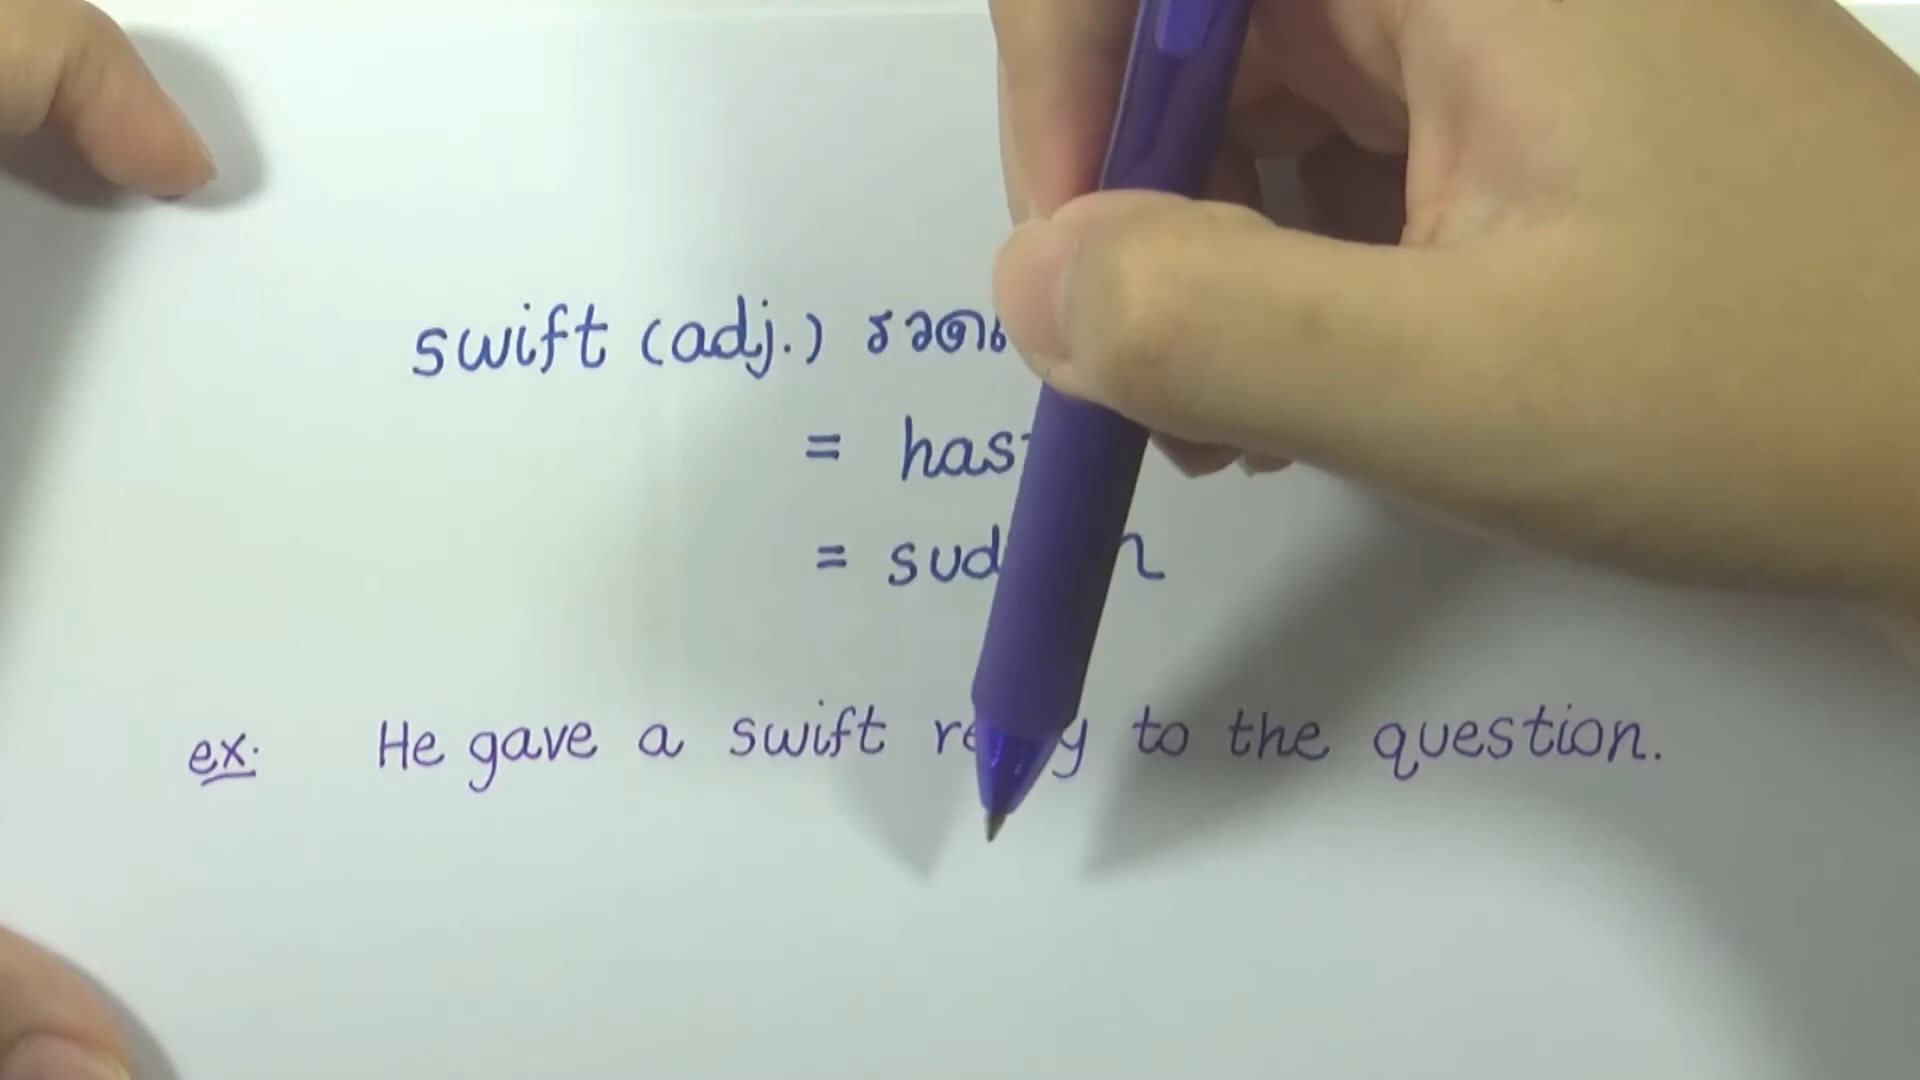 swift (adj.)
=
=
ex. He gave a swift to the question.